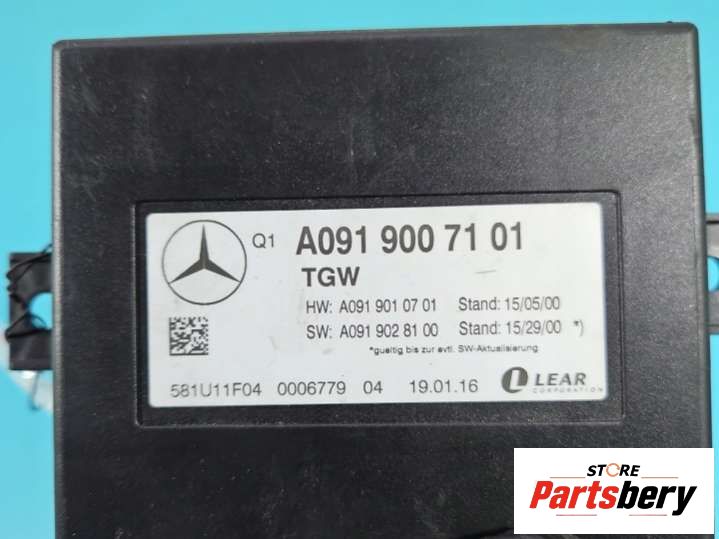 Q1 A091 900 71 01
TGW
HW: A091 901 07 01 Stand: 15/05/00
SW: A091 902 81 00 Stand: 15/29/00 *)
*gueltig bis zur evtl. SW-Aktualisierung
581U11F04 0006779 04 19.01.16
LEAR
CORPORATION
STORE
Partsbery